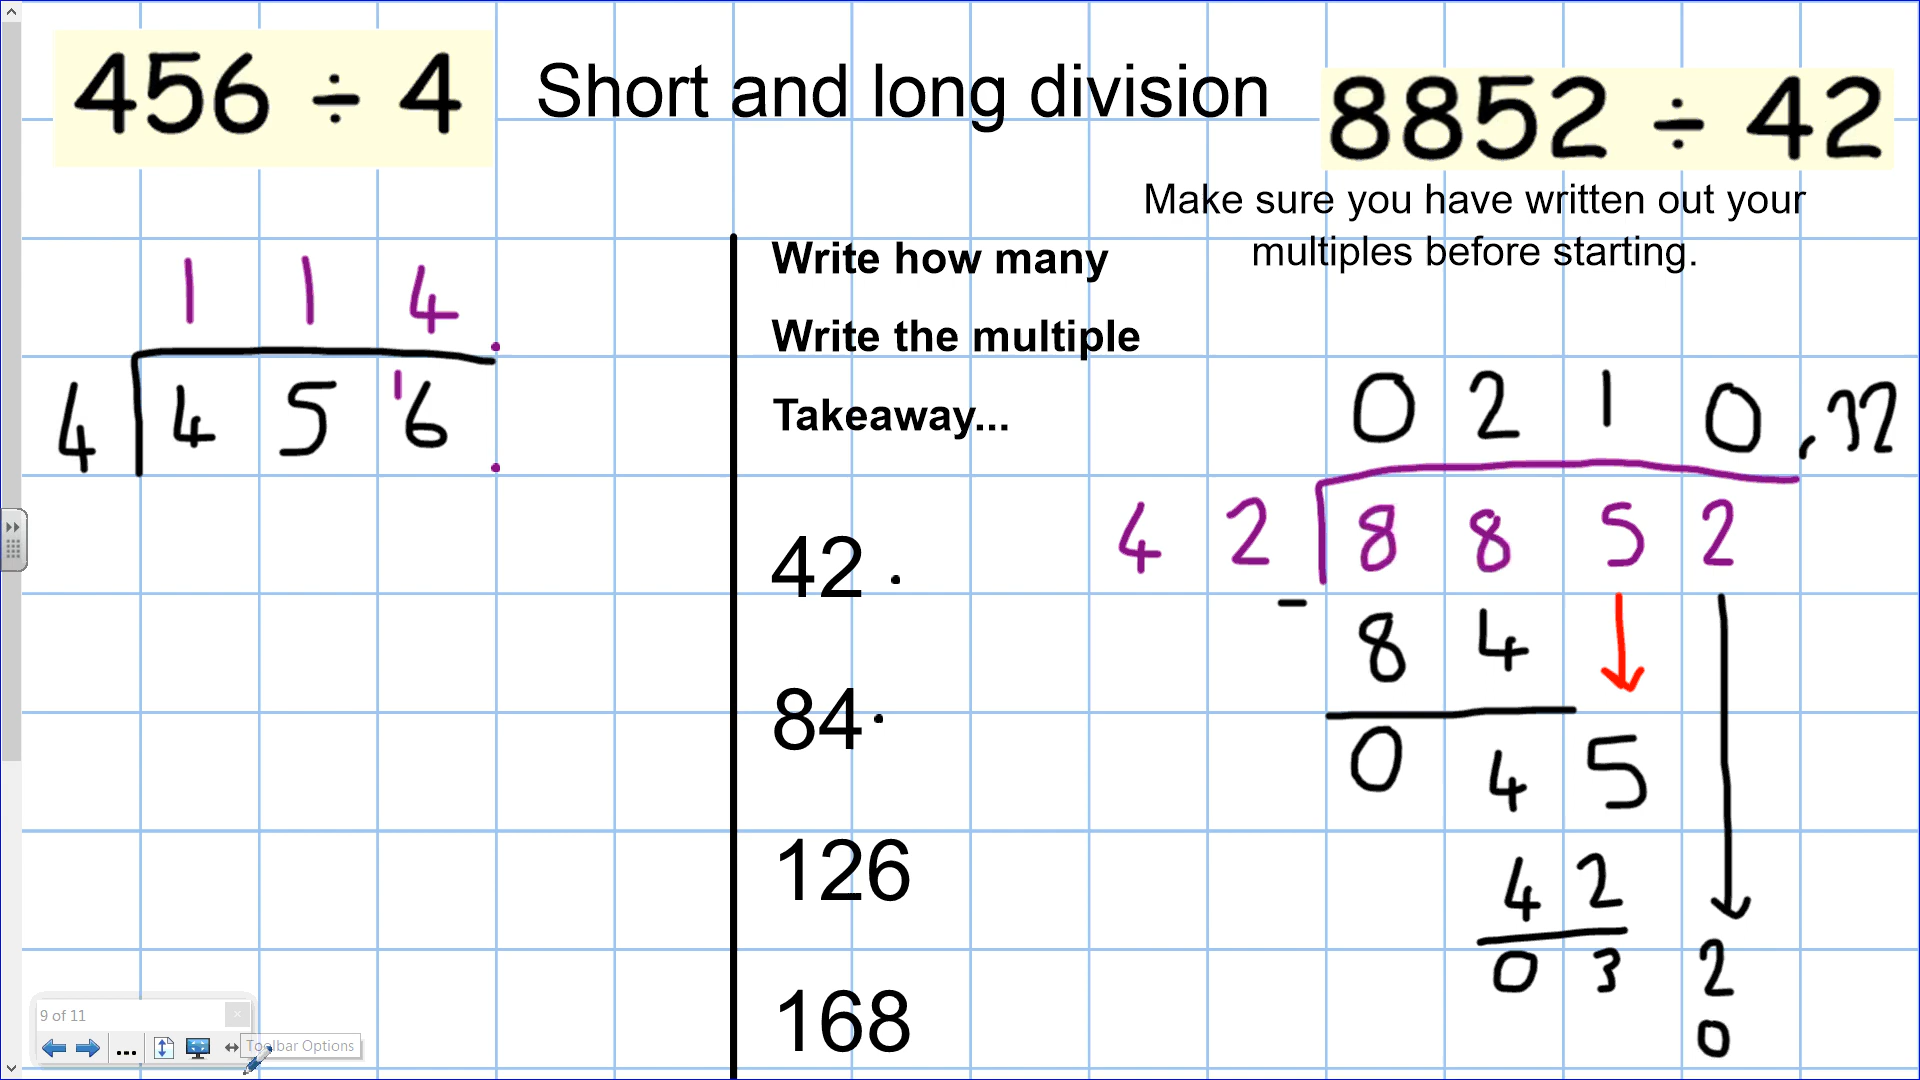 456 ÷ 4
Short and long division
8852 ÷ 42
Make sure you have written out your
multiples before starting.
1 1 4
4 4 5 16
Write how many
Write the multiple
Takeaway...
42 .
84 .
126
168
0 2 1 0 , 32
4 2 8 8 5 2
- 8 4
0 4 5
4 2
0 3 2
0
9 of 11
Toolbar Options